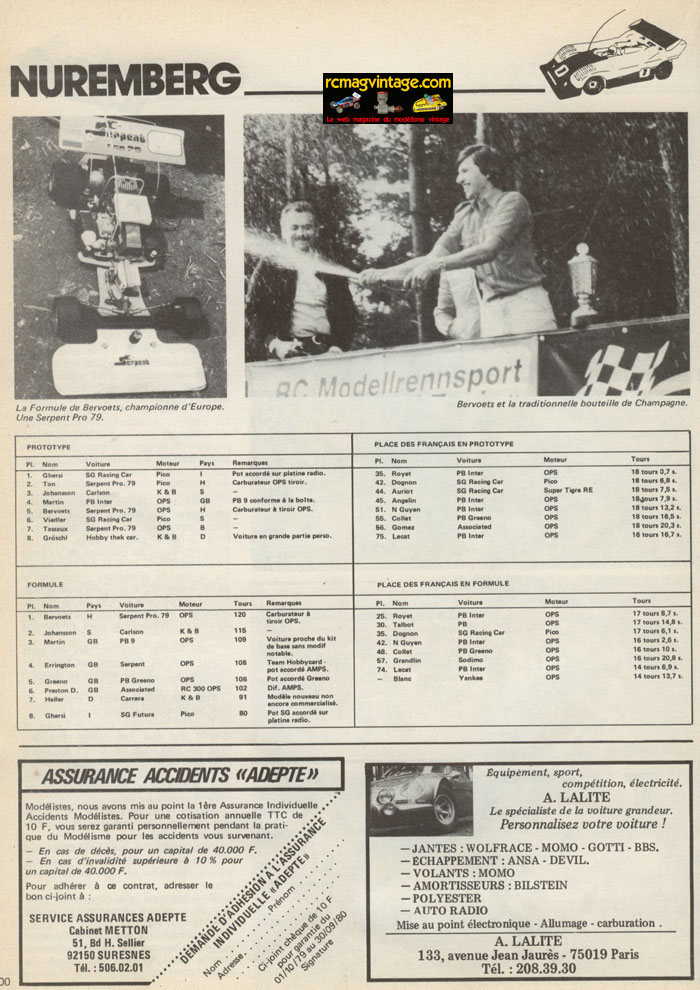 NUREMBERG
rcmagvintage.com
Le web magazine du modélisme vintage
Serpent
PRO 79
Serpent
RC Modellrennsport
La Formule de Bervoets, championne d'Europe.
Une Serpent Pro 79.
Bervoets et la traditionnelle bouteille de Champagne.
PROTOTYPE
Pl. Nom Voiture Moteur Pays Remarques
1. Ghersi SG Racing Car Pico I Pot accordé sur platine radio.
2. Ton Serpent Pro. 79 Pico H Carburateur OPS tiroir.
3. Johansson Carlson K & B S –
4. Martin PB Inter OPS GB PB 9 conforme à la boîte.
5. Bervoets Serpent Pro. 79 OPS H Carburateur à tiroir OPS.
6. Viedler SG Racing Car Pico S –
7. Tassaux Serpent Pro. 79 OPS B –
8. Gröschl Hobby thek car. K & B D Voiture en grande partie perso.
PLACE DES FRANÇAIS EN PROTOTYPE
Pl. Nom Voiture Moteur Tours
35. Royet PB Inter OPS 18 tours 0,7 s.
42. Dognon SG Racing Car Pico 18 tours 6,8 s.
44. Auriot SG Racing Car Super Tigre RE 18 tours 7,5 s.
45. Angelin PB Inter OPS 18 tours 7,9 s.
51. N Guyen PB Inter OPS 18 tours 13,2 s.
55. Collet PB Greeno OPS 18 tours 16,5 s.
56. Gomez Associated OPS 18 tours 20,3 s.
75. Lecat PB Inter OPS 16 tours 16,7 s.
FORMULE
Pl. Nom Pays Voiture Moteur Tours Remarques
1. Bervoets H Serpent Pro. 79 OPS 120 Carburateur à
tiroir OPS.
2. Johansson S Carlson K & B 115 –
3. Martin GB PB 9 OPS 109 Voiture proche du kit
de base sans modif
notable.
4. Errington GB Serpent OPS 108 Team Hobbycard -
pot accordé AMPS.
5. Greeno GB PB Greeno OPS 106 Pot accordé Greeno
6. Preston D. GB Associated RC 300 OPS 102 Dif. AMPS.
7. Heller D Carrera K & B 91 Modèle nouveau non
encore commercialisé.
8. Ghersi I SG Futura Pico 80 Pot SG accordé sur
platine radio.
PLACE DES FRANÇAIS EN FORMULE
Pl. Nom Voiture Moteur Tours
25. Royet PB Inter OPS 17 tours 8,7 s.
30. Talbot PB OPS 17 tours 14,8 s.
35. Dognon SG Racing Car Pico 17 tours 6,1 s.
42. N Guyen PB Inter OPS 16 tours 2,6 s.
48. Collet PB Greeno OPS 16 tours 10 s.
57. Grandlin Sodimo OPS 16 tours 20,8 s.
74. Lecat PB Inter OPS 14 tours 6,9 s.
– Blanc Yankee OPS 14 tours 13,7 s.
ASSURANCE ACCIDENTS «ADEPTE»
Modélistes, nous avons mis au point la 1ère Assurance Individuelle
Accidents Modélistes. Pour une cotisation annuelle TTC de
10 F, vous serez garanti personnellement pendant la prati-
que du Modélisme pour les accidents vous survenant.
– En cas de décès, pour un capital de 40.000 F.
– En cas d'invalidité supérieure à 10 % pour
un capital de 40.000 F.
Pour adhérer à ce contrat, adresser le
bon ci-joint à :
SERVICE ASSURANCES ADEPTE
Cabinet METTON
51, Bd H. Sellier
92150 SURESNES
Tél. : 506.02.01
DEMANDE D'ADHÉSION A L'ASSURANCE
INDIVIDUELLE «ADEPTE»
Nom Prénom
Adresse
Ci-joint chèque de 10 F
pour garantie du
01/10/79 au 30/09/80
Signature
Equipement, sport,
compétition, électricité.
A. LALITE
Le spécialiste de la voiture grandeur.
Personnalisez votre voiture !
– JANTES : WOLFRACE - MOMO - GOTTI - BBS.
– ÉCHAPPEMENT : ANSA - DEVIL.
– VOLANTS : MOMO
– AMORTISSEURS : BILSTEIN
– POLYESTER
– AUTO RADIO
Mise au point électronique - Allumage - carburation .
A. LALITE
133, avenue Jean Jaurès - 75019 Paris
Tél. : 208.39.30
00